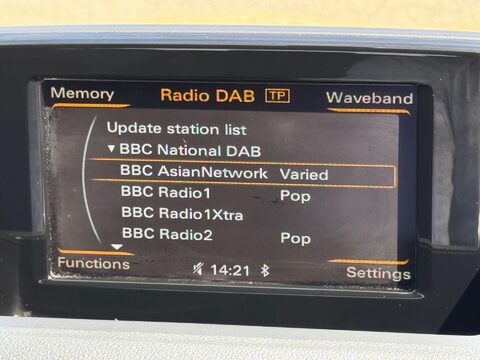 Memory Radio DAB TP Waveband
Update station list
BBC National DAB
BBC AsianNetwork Varied
BBC Radio1 Pop
BBC Radio1Xtra
BBC Radio2 Pop
Functions 14:21 Settings